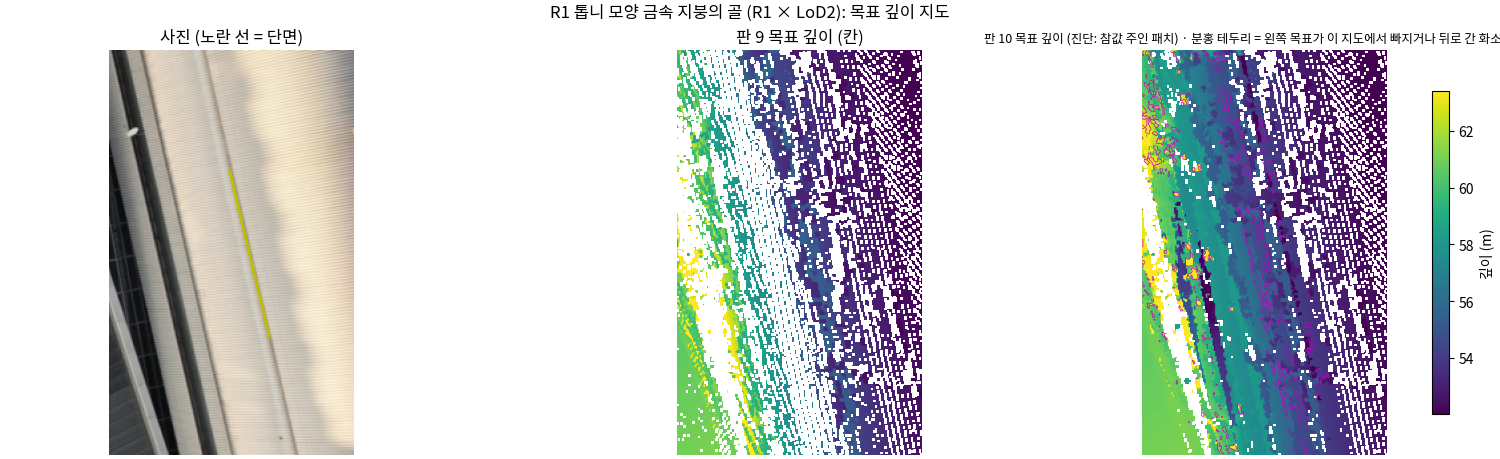 R1 톱니 모양 금속 지붕의 골 (R1 × LoD2): 목표 깊이 지도
사진 (노란 선 = 단면)
판 9 목표 깊이 (칸)
판 10 목표 깊이 (진단: 참값 주인 패치) · 분홍 테두리 = 왼쪽 목표가 이 지도에서 빠지거나 뒤로 간 화소
62
60
58
56
54
깊이 (m)